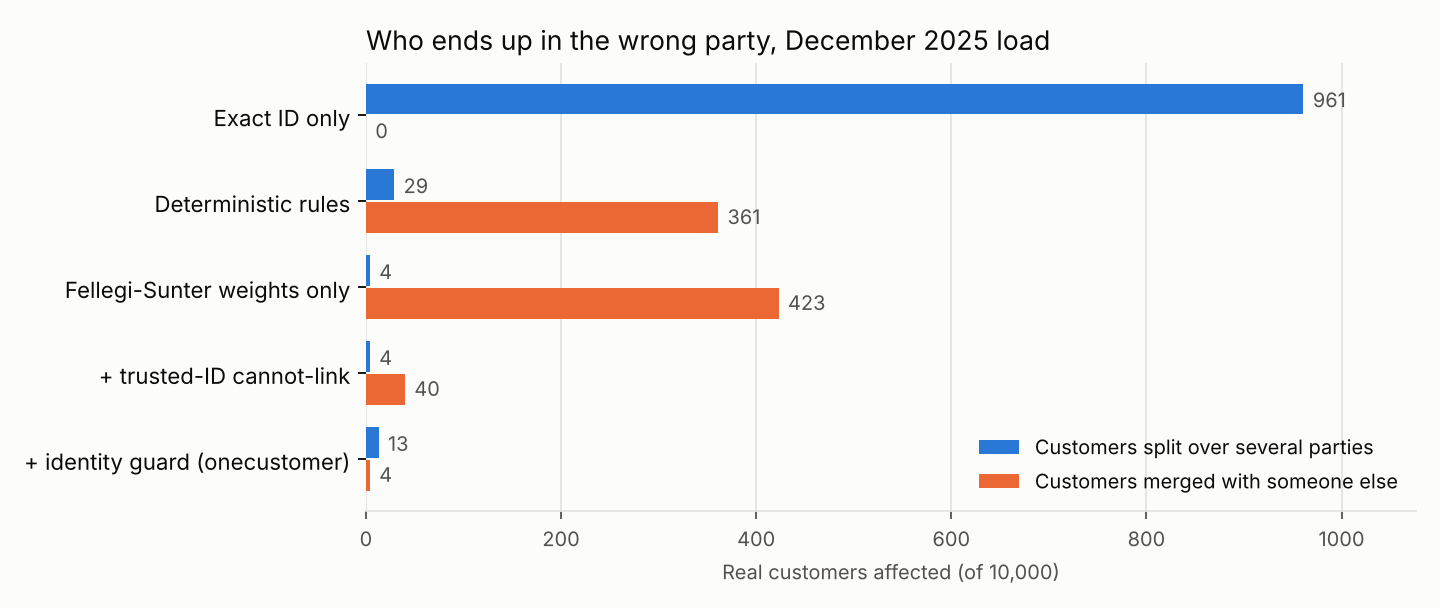 Who ends up in the wrong party, December 2025 load
Exact ID only
961
0
Deterministic rules
29
361
Fellegi-Sunter weights only
4
423
+ trusted-ID cannot-link
4
40
+ identity guard (onecustomer)
13
4
Customers split over several parties
Customers merged with someone else
0 200 400 600 800 1000
Real customers affected (of 10,000)